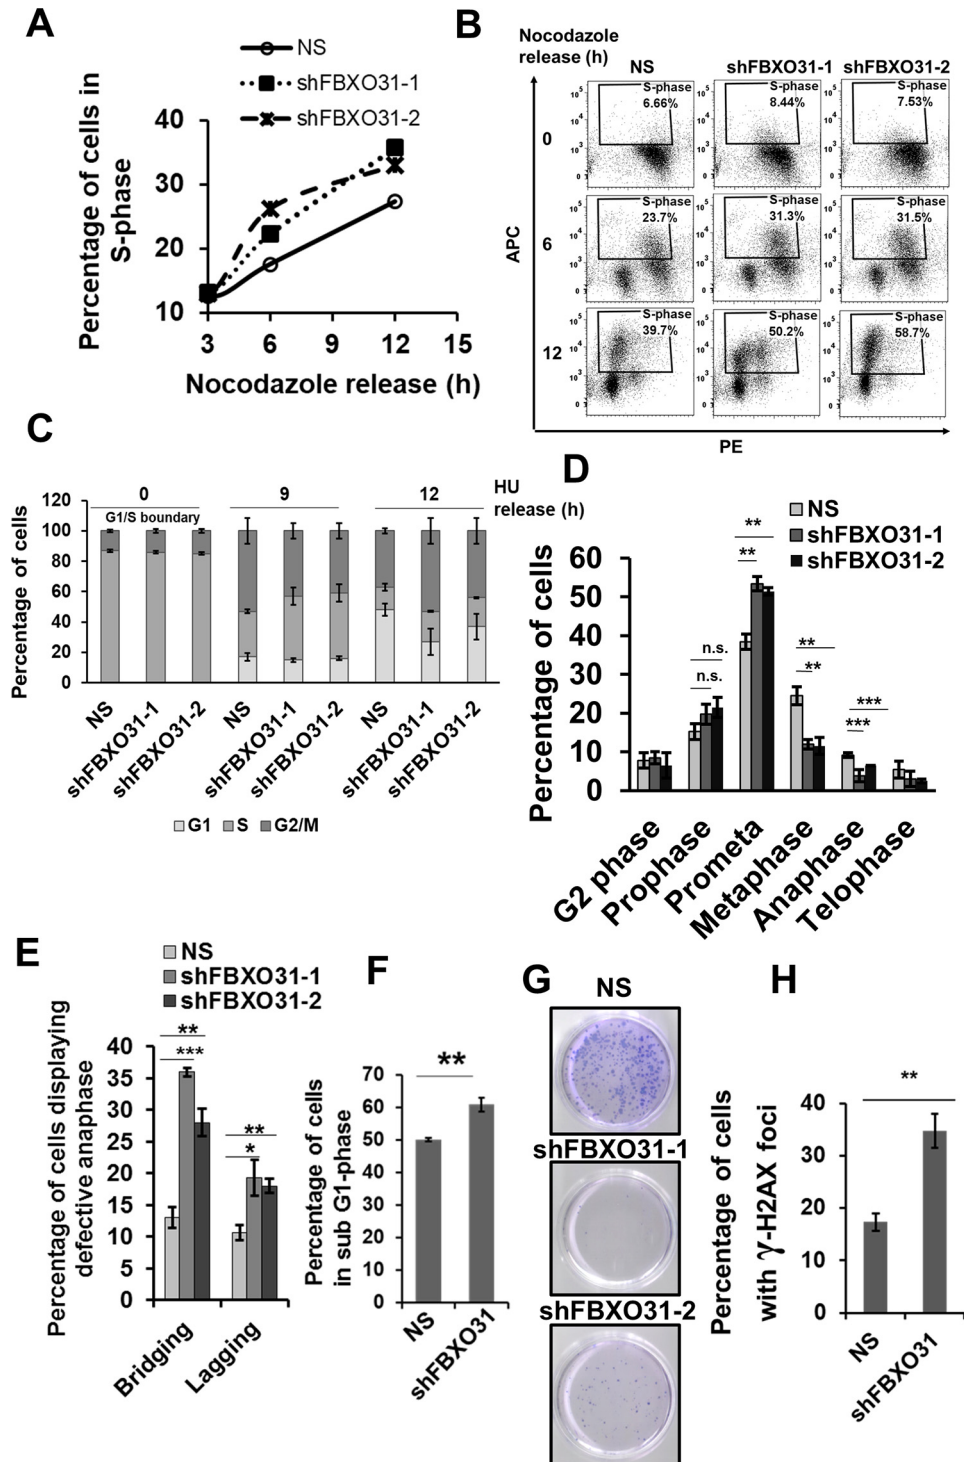 A
NS
shFBXO31-1
shFBXO31-2
Percentage of cells in
S-phase
40
30
20
10
3
6
9
12
15
Nocodazole release (h)
B
Nocodazole
release (h)
NS
shFBXO31-1
shFBXO31-2
0
S-phase
6.66%
S-phase
8.44%
S-phase
7.53%
6
S-phase
23.7%
S-phase
31.3%
S-phase
31.5%
12
S-phase
39.7%
S-phase
50.2%
S-phase
58.7%
APC
PE
C
Percentage of cells
120
100
80
60
40
20
0
0
9
12
HU
release (h)
G1/S boundary
NS
shFBXO31-1
shFBXO31-2
NS
shFBXO31-1
shFBXO31-2
NS
shFBXO31-1
shFBXO31-2
G1
S
G2/M
D
NS
shFBXO31-1
shFBXO31-2
Percentage of cells
60
50
40
30
20
10
0
n.s.
n.s.
**
**
**
**
***
***
G2 phase
Prophase
Prometa
Metaphase
Anaphase
Telophase
E
NS
shFBXO31-1
shFBXO31-2
Percentage of cells displaying
defective anaphase
40
35
30
25
20
15
10
5
0
**
***
**
*
Bridging
Lagging
F
Percentage of cells
in sub G1-phase
70
60
50
40
30
20
10
0
**
NS
shFBXO31
G
NS
shFBXO31-1
shFBXO31-2
H
Percentage of cells
with γ-H2AX foci
40
30
20
10
0
**
NS
shFBXO31